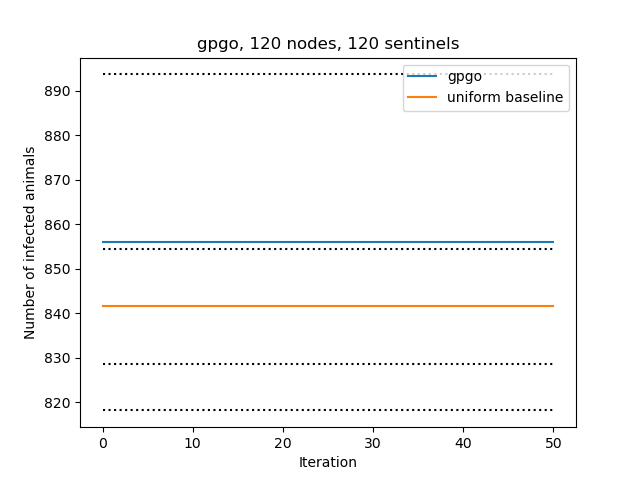 gpgo, 120 nodes, 120 sentinels
Number of infected animals
890
880
870
860
850
840
830
820
gpgo
uniform baseline
0 10 20 30 40 50
Iteration